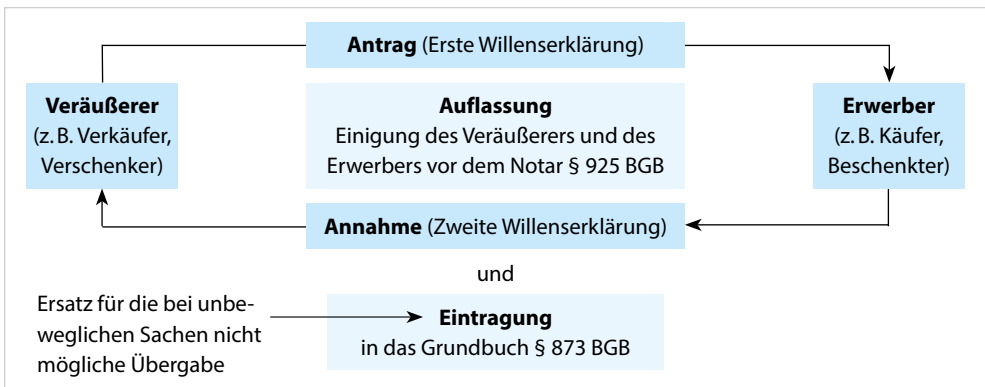 Antrag (Erste Willenserklärung)
Veräußerer
(z. B. Verkäufer,
Verschenker)
Auflassung
Einigung des Veräußerers und des
Erwerbers vor dem Notar § 925 BGB
Erwerber
(z. B. Käufer,
Beschenkter)
Annahme (Zweite Willenserklärung)
und
Ersatz für die bei unbe-
weglichen Sachen nicht
mögliche Übergabe
Eintragung
in das Grundbuch § 873 BGB